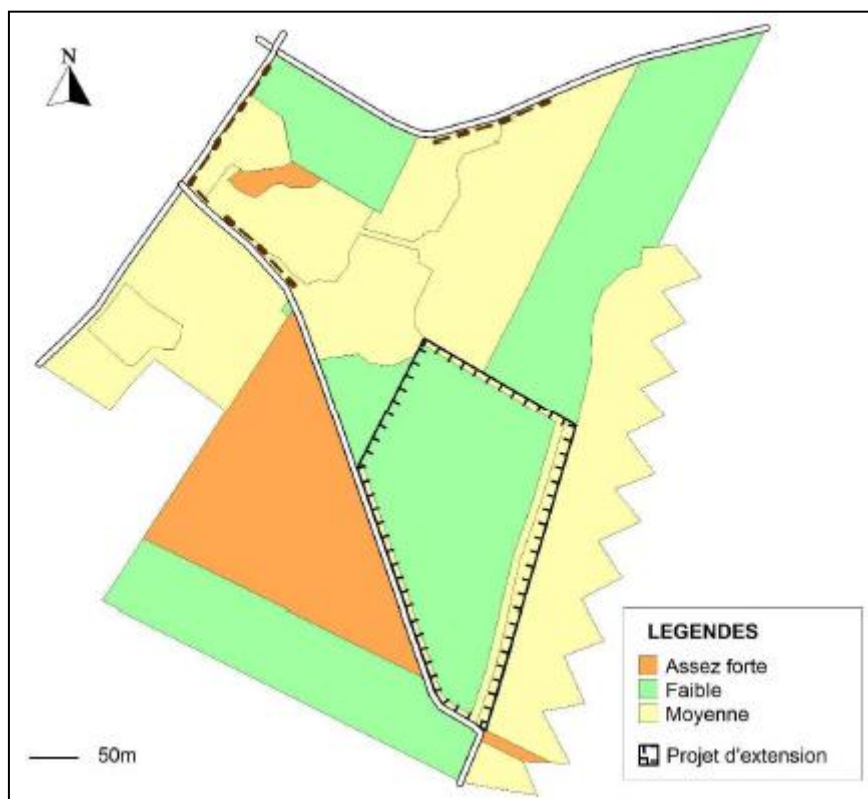 N
LEGENDES
Assez forte
Faible
Moyenne
Projet d'extension
50m